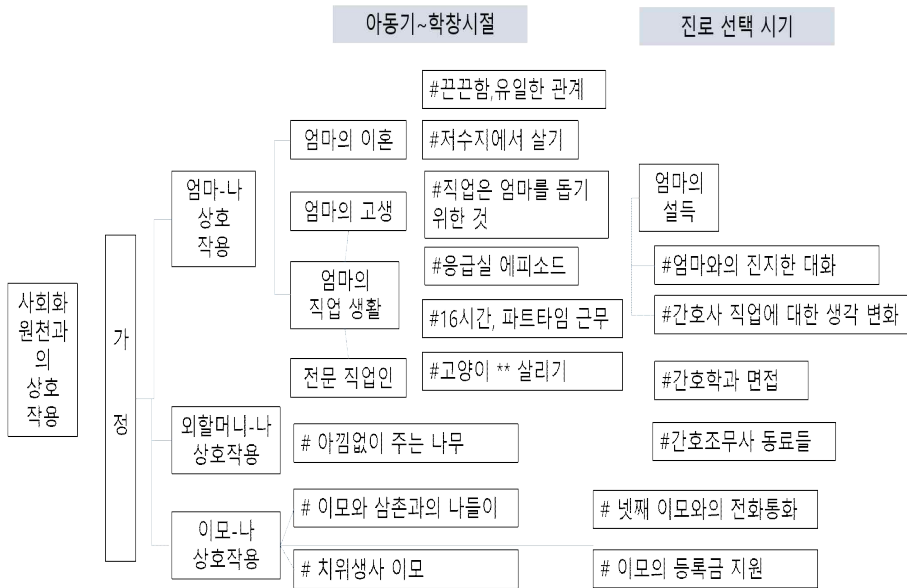 아동기~학창시절
진로 선택 시기
#끈끈함,유일한 관계
엄마의 이혼
#저수지에서 살기
엄마-나
상호
작용
엄마의 고생
#직업은 엄마를 돕기
위한 것
엄마의
설득
엄마의
직업 생활
#응급실 에피소드
#엄마와의 진지한 대화
#16시간, 파트타임 근무
#간호사 직업에 대한 생각 변화
사회화
원천과
의
상호
작용
가
정
전문 직업인
#고양이 ** 살리기
#간호학과 면접
외할머니-나
상호작용
# 아낌없이 주는 나무
#간호조무사 동료들
이모-나
상호작용
# 이모와 삼촌과의 나들이
# 넷째 이모와의 전화통화
# 치위생사 이모
# 이모의 등록금 지원